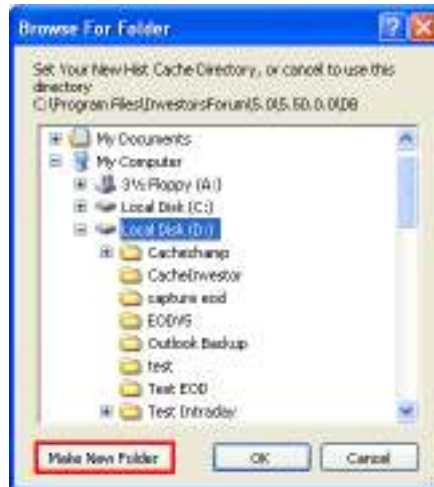 Browse For Folder
Set Your New Hist Cache Directory, or cancel to use this
directory
C:\Program Files\InvestorsForum\5.0\5.50.0.0\DB
My Documents
My Computer
3½ Floppy (A:)
Local Disk (C:)
Local Disk (D:)
Cachechamp
CacheInvestor
capture eod
EODV5
Outlook Backup
test
Test EOD
Test Intraday
Make New Folder
OK
Cancel